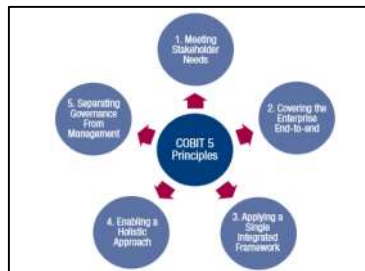 1. Meeting
Stakeholder
Needs
2. Covering the
Enterprise
End-to-end
3. Applying a
Single
Integrated
Framework
4. Enabling a
Holistic
Approach
5. Separating
Governance
From
Management
COBIT 5
Principles